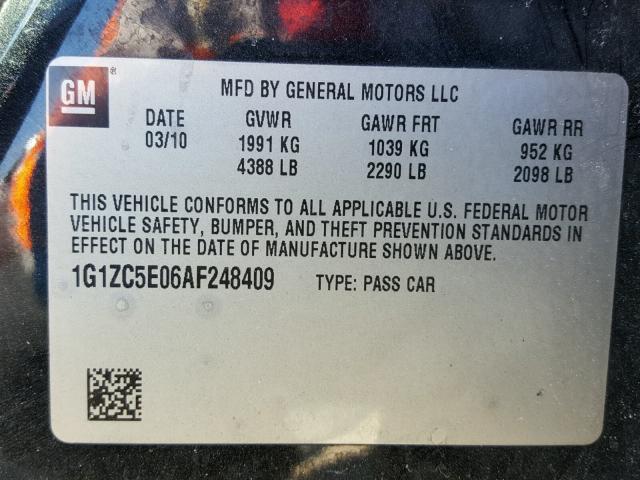 GM ®
MFD BY GENERAL MOTORS LLC
DATE GVWR GAWR FRT GAWR RR
03/10 1991 KG 1039 KG 952 KG
4388 LB 2290 LB 2098 LB
THIS VEHICLE CONFORMS TO ALL APPLICABLE U.S. FEDERAL MOTOR
VEHICLE SAFETY, BUMPER, AND THEFT PREVENTION STANDARDS IN
EFFECT ON THE DATE OF MANUFACTURE SHOWN ABOVE.
1G1ZC5E06AF248409 TYPE: PASS CAR